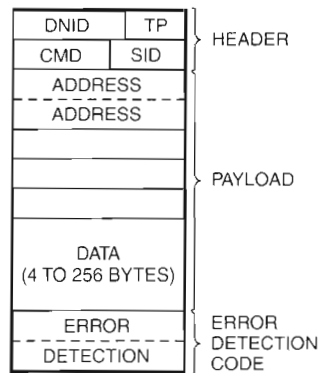 DNID TP
HEADER
CMD SID
ADDRESS
ADDRESS
PAYLOAD
DATA
(4 TO 256 BYTES)
ERROR
DETECTION
ERROR
DETECTION
CODE